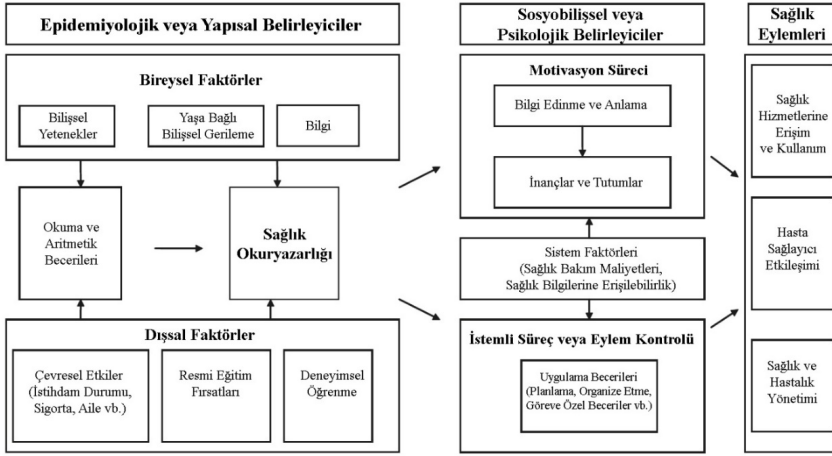 Epidemiyolojik veya Yapısal Belirleyiciler
Bireysel Faktörler
Bilişsel
Yetenekler
Yaşa Bağlı
Bilişsel Gerileme
Bilgi
Okuma ve
Aritmetik
Becerileri
Sağlık
Okuryazarlığı
Dışsal Faktörler
Çevresel Etkiler
(İstihdam Durumu,
Sigorta, Aile vb.)
Resmi Eğitim
Fırsatları
Deneyimsel
Öğrenme
Sosyobilişsel veya
Psikolojik Belirleyiciler
Motivasyon Süreci
Bilgi Edinme ve Anlama
İnançlar ve Tutumlar
Sistem Faktörleri
(Sağlık Bakım Maliyetleri,
Sağlık Bilgilerine Erişilebilirlik)
İstemli Süreç veya Eylem Kontrolü
Uygulama Becerileri
(Planlama, Organize Etme,
Göreve Özel Beceriler vb.)
Sağlık
Eylemleri
Sağlık
Hizmetlerine
Erişim
ve Kullanım
Hasta
Sağlayıcı
Etkileşimi
Sağlık ve
Hastalık
Yönetimi